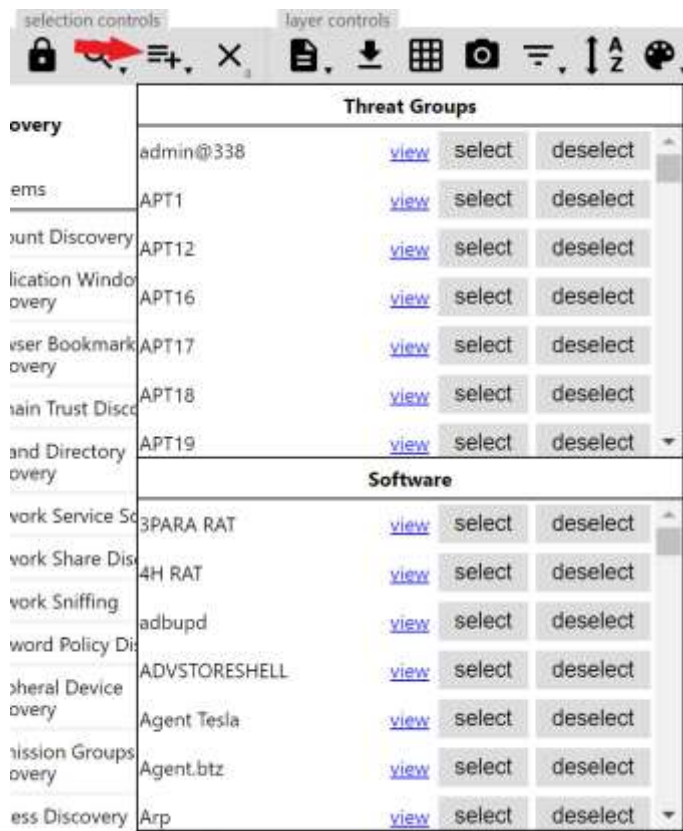 selection controls
layer controls
A
Z
Threat Groups
admin@338 view select deselect
APT1 view select deselect
APT12 view select deselect
APT16 view select deselect
APT17 view select deselect
APT18 view select deselect
APT19 view select deselect
Software
3PARA RAT view select deselect
4H RAT view select deselect
adbupd view select deselect
ADVSTORESHELL view select deselect
Agent Tesla view select deselect
Agent.btz view select deselect
Arp view select deselect
overy
ems
ount Discovery
lication Windo
overy
wser Bookmark
overy
main Trust Disco
and Directory
overy
work Service Sc
work Share Dis
work Sniffing
word Policy Di
pheral Device
overy
mission Groups
overy
ess Discovery